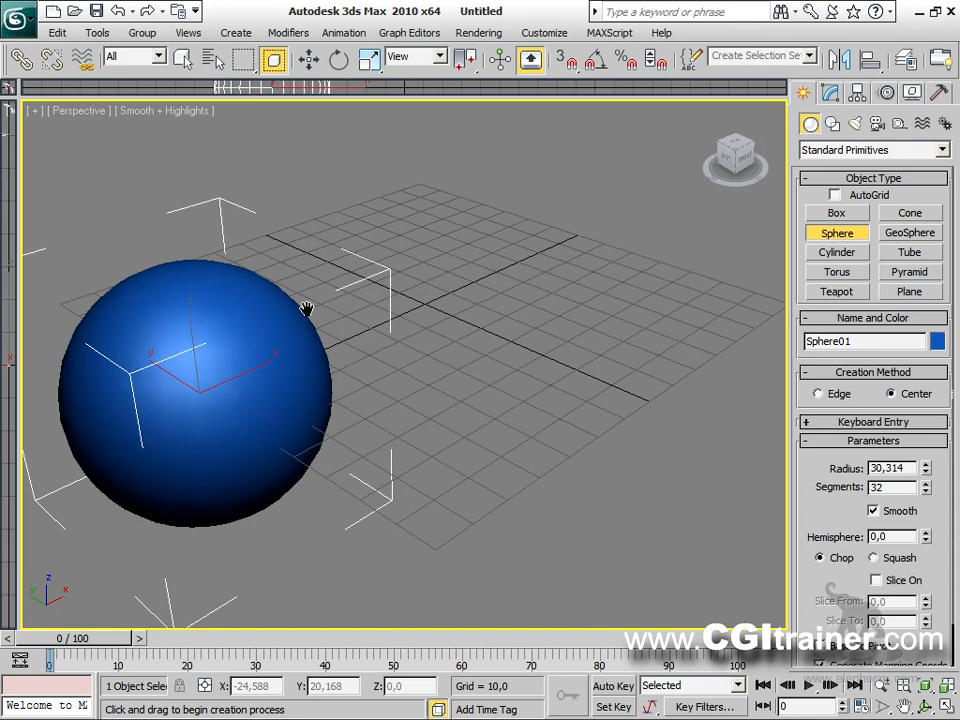 Autodesk 3ds Max 2010 x64 Untitled
Type a keyword or phrase
Edit Tools Group Views Create Modifiers Animation Graph Editors Rendering Customize MAXScript Help
All View 3 ABC Create Selection Se
[ + ] [ Perspective ] [ Smooth + Highlights ]
Standard Primitives
- Object Type
AutoGrid
Box Cone
Sphere GeoSphere
Cylinder Tube
Torus Pyramid
Teapot Plane
- Name and Color
Sphere01
- Creation Method
Edge Center
+ Keyboard Entry
- Parameters
Radius: 30,314
Segments: 32
Smooth
Hemisphere: 0,0
Chop Squash
Slice On
Slice From: 0,0
Slice To: 0,0
z
y x
z
y x
www.CGItrainer.com
< 0 / 100 >
0 10 20 30 40 50 60 70 80 90 100
Welcome to M
1 Object Sele X: -24,588 Y: 20,168 Z: 0,0 Grid = 10,0
Click and drag to begin creation process Add Time Tag
Auto Key Selected
Set Key Key Filters... 0